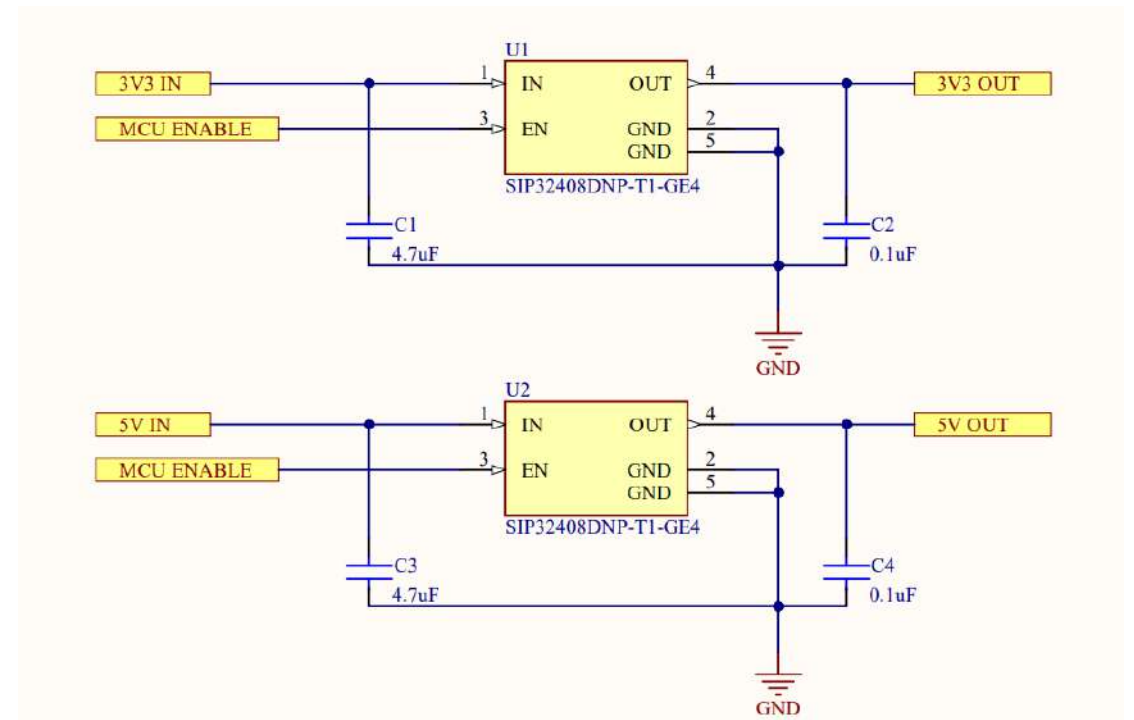 U1
3V3 IN 1 IN OUT 4 3V3 OUT
MCU ENABLE 3 EN GND 2
GND 5
SIP32408DNP-T1-GE4
C1 C2
4.7uF 0.1uF
GND
U2
5V IN 1 IN OUT 4 5V OUT
MCU ENABLE 3 EN GND 2
GND 5
SIP32408DNP-T1-GE4
C3 C4
4.7uF 0.1uF
GND